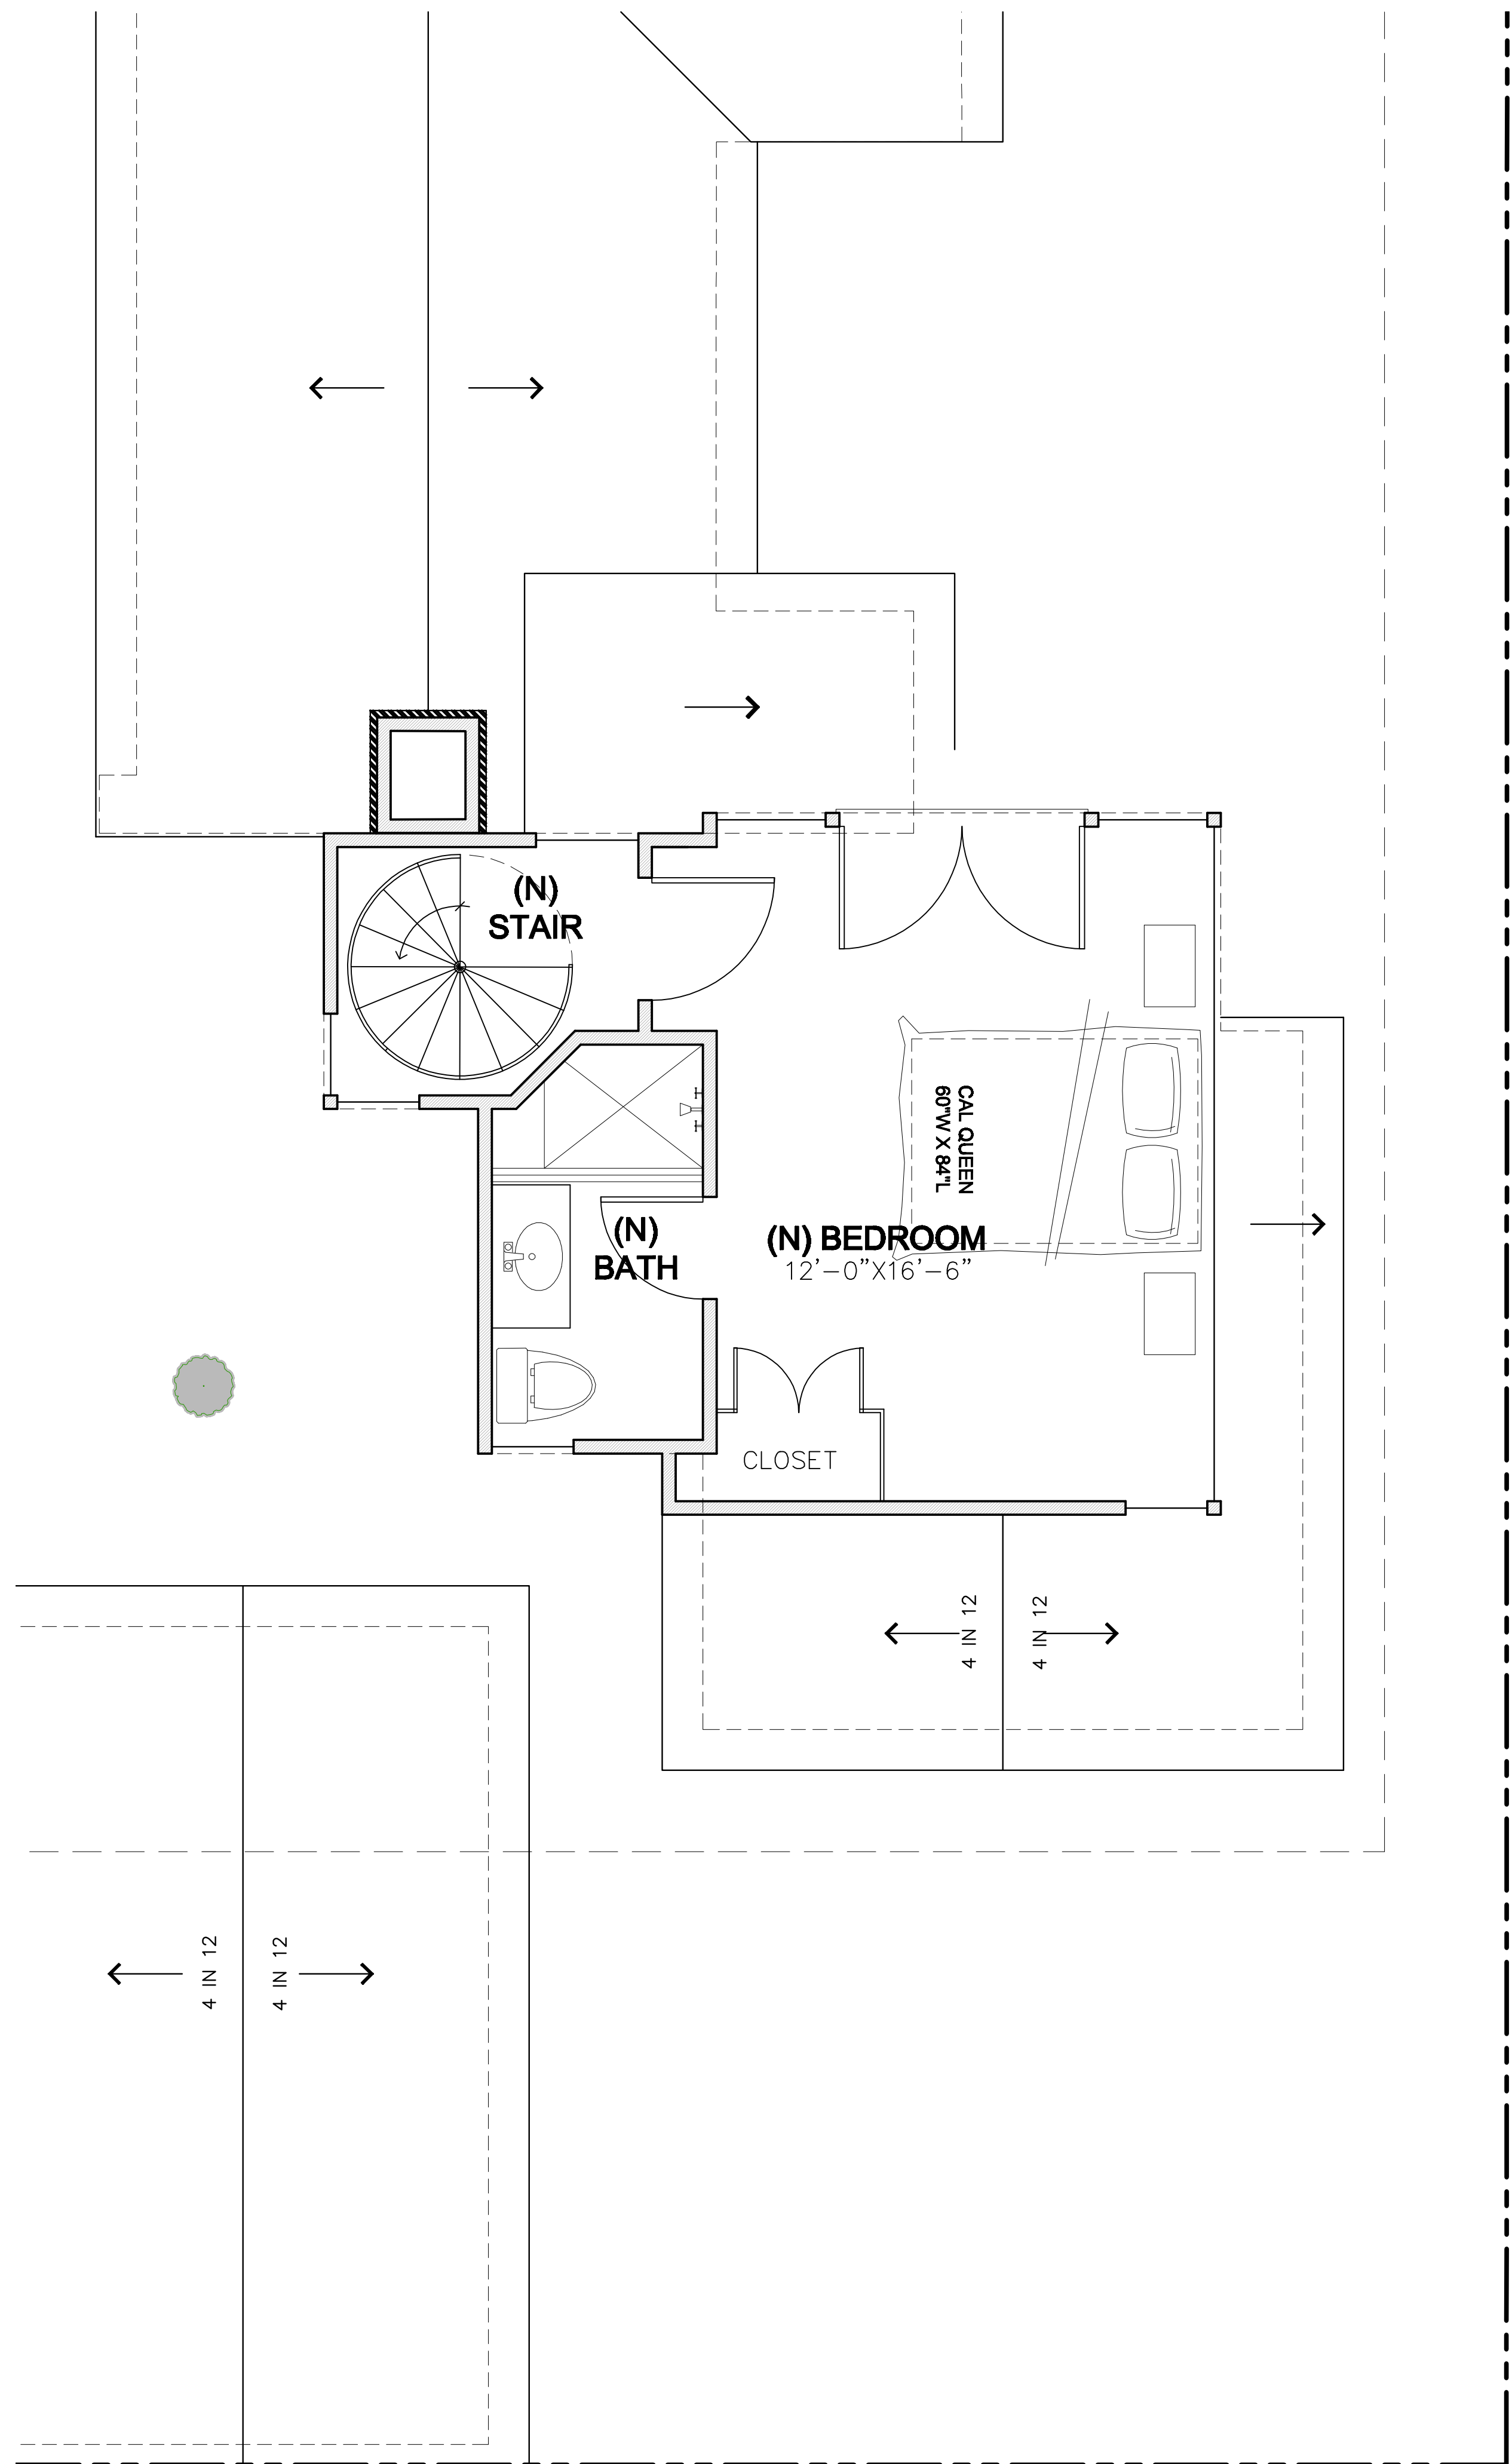 (N)
STAIR
CAL QUEEN
60"W X 84"L
(N)
BATH
(N) BEDROOM
12'-0"X16'-6"
CLOSET
4 IN 12
4 IN 12
4 IN 12
4 IN 12